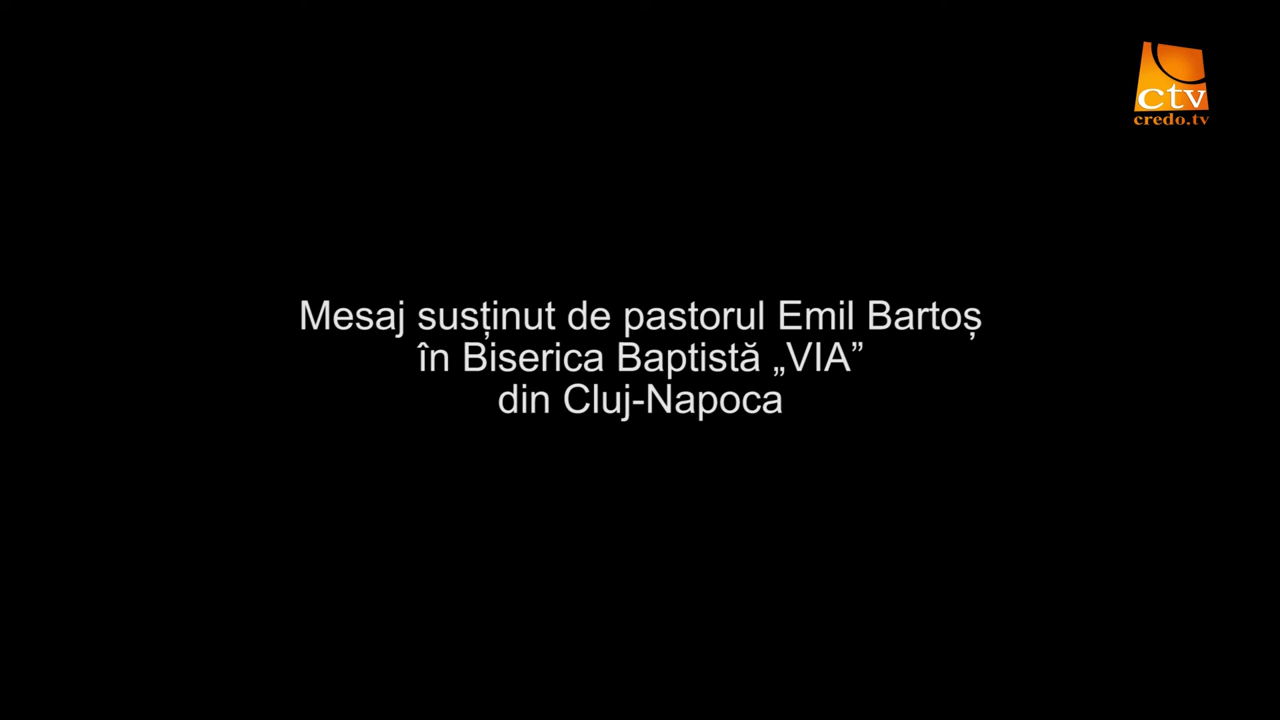 ctv
credo.tv
Mesaj susținut de pastorul Emil Bartoș
în Biserica Baptistă „VIA”
din Cluj-Napoca